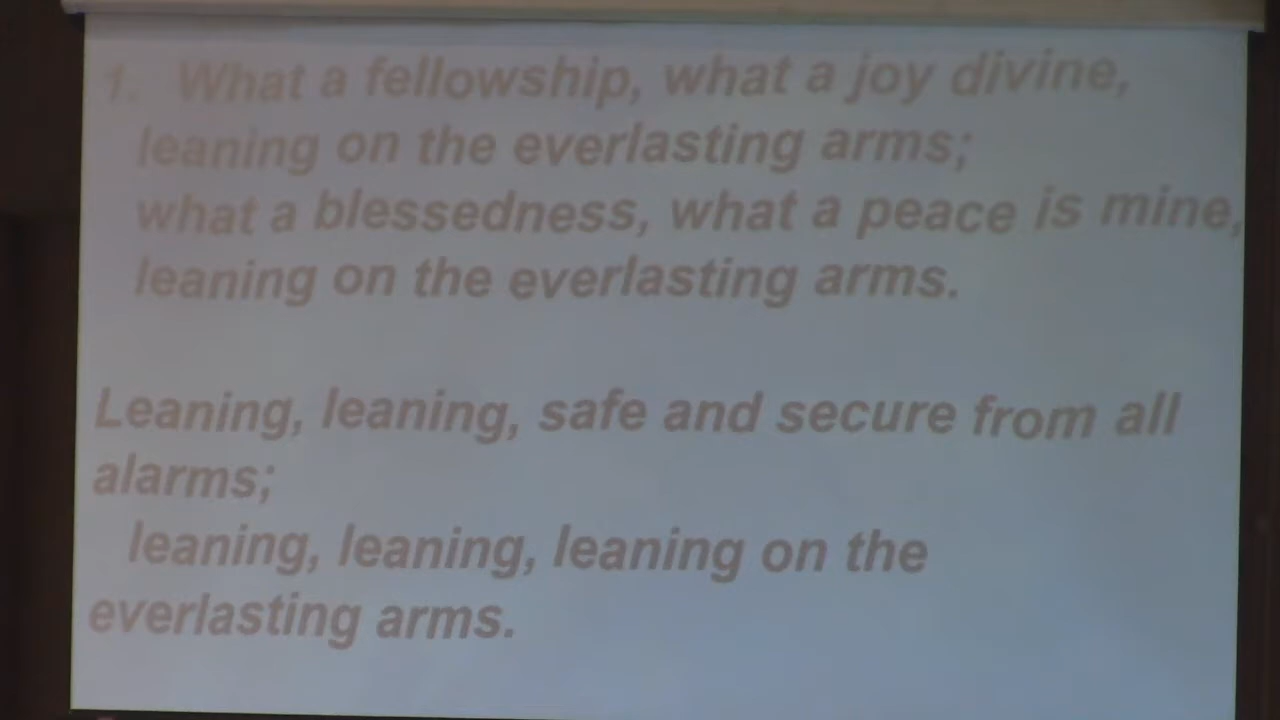 1. What a fellowship, what a joy divine,
leaning on the everlasting arms;
what a blessedness, what a peace is mine,
leaning on the everlasting arms.
Leaning, leaning, safe and secure from all
alarms;
leaning, leaning, leaning on the
everlasting arms.